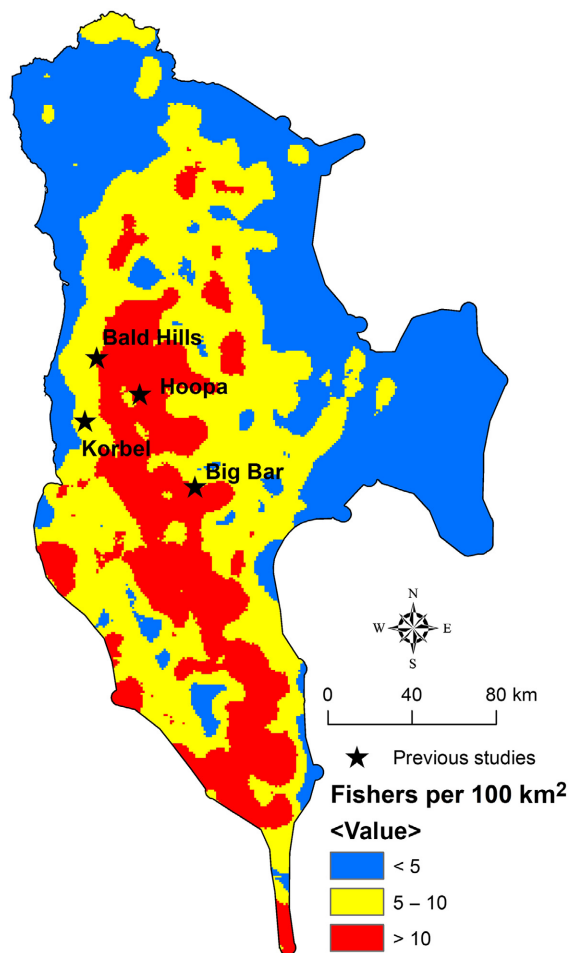 Bald Hills
Hoopa
Korbel
Big Bar
N
W E
S
0 40 80 km
Previous studies
Fishers per 100 km²
<Value>
< 5
5 – 10
> 10